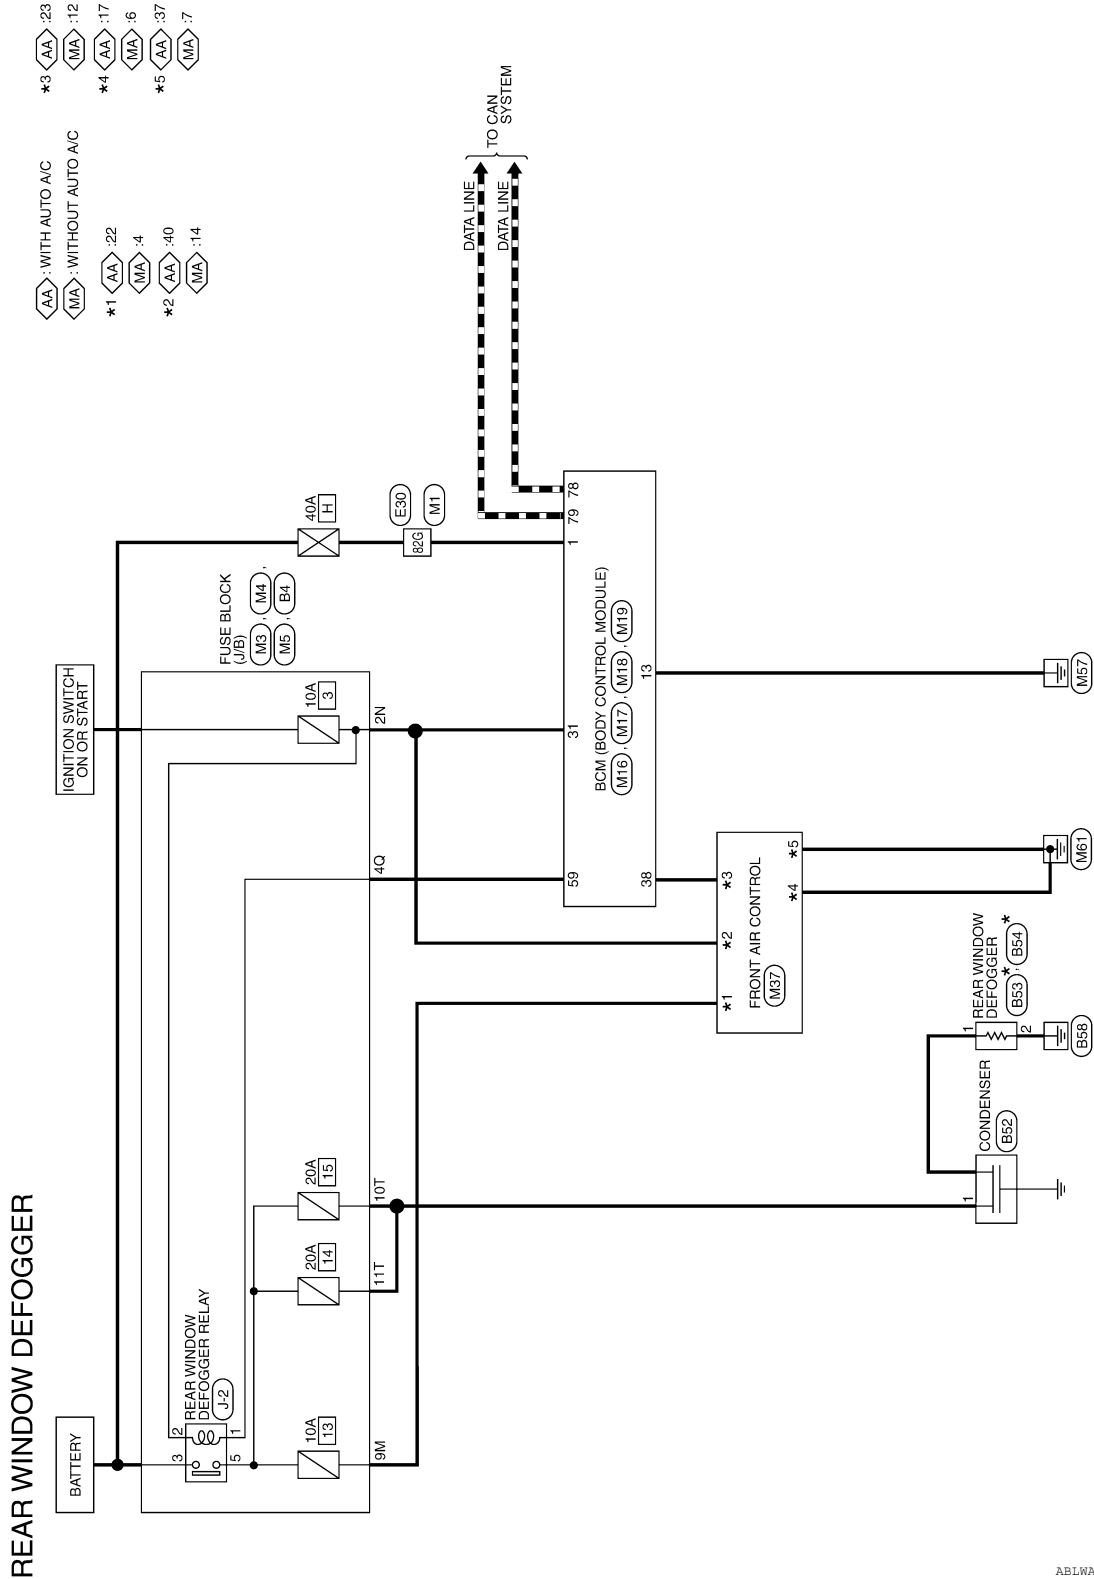 REAR WINDOW DEFOGGER
AA : WITH AUTO A/C
MA : WITHOUT AUTO A/C
*1 AA :22
MA :4
*2 AA :40
MA :14
*3 AA :23
MA :12
*4 AA :17
MA :6
*5 AA :37
MA :7
BATTERY
IGNITION SWITCH
ON OR START
FUSE BLOCK
(J/B)
M3 , M4 ,
M5 , B4
40A
H
E30
82G
M1
TO CAN
SYSTEM
DATA LINE
DATA LINE
REAR WINDOW
DEFOGGER RELAY
J-2
3 2
5 1
10A
13
20A
14
20A
15
10A
3
9M
11T
10T
4Q
2N
59
31
1
79
78
BCM (BODY CONTROL MODULE)
M16 , M17 , M18 , M19
38
13
*1
*2
*3
FRONT AIR CONTROL
M37
*4
*5
CONDENSER
B52
1
REAR WINDOW
DEFOGGER
B53 * , B54 *
1
2
B58
M61
M57
ABLWA